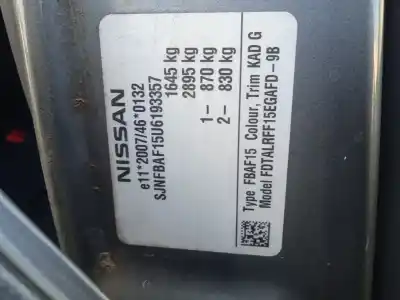 NISSAN
e11*2007/46*0132
SJNFBAF15U6193357
1645 kg
2895 kg
1- 870 kg
2- 830 kg
Type FBAF15 Colour, Trim KAD G
Model FDTALRFF15EGAFD-9B